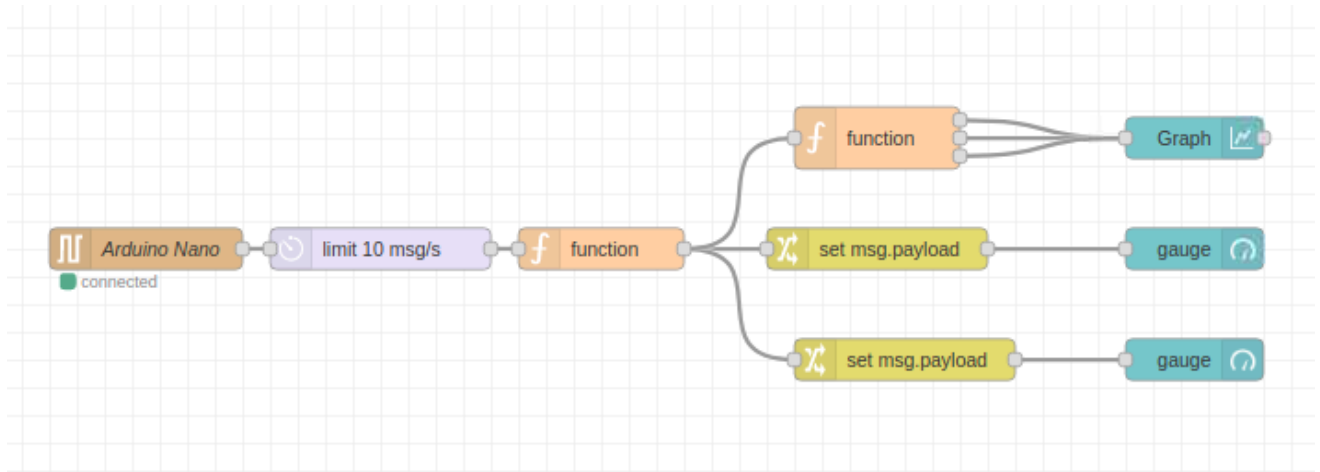 function
Graph
Arduino Nano
limit 10 msg/s
function
set msg.payload
gauge
connected
set msg.payload
gauge